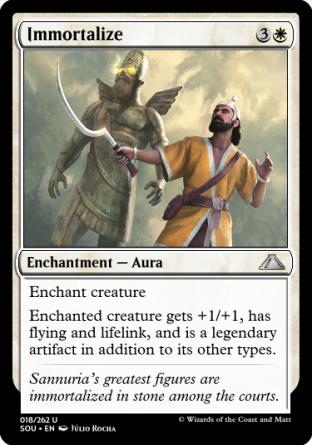 Immortalize 3
Enchantment — Aura
Enchant creature
Enchanted creature gets +1/+1, has
flying and lifelink, and is a legendary
artifact in addition to its other types.
Sannuria's greatest figures are
immortalized in stone among the courts.
018/262 U
SOU • EN Júlio Rocha © Wizards of the Coast and Matt